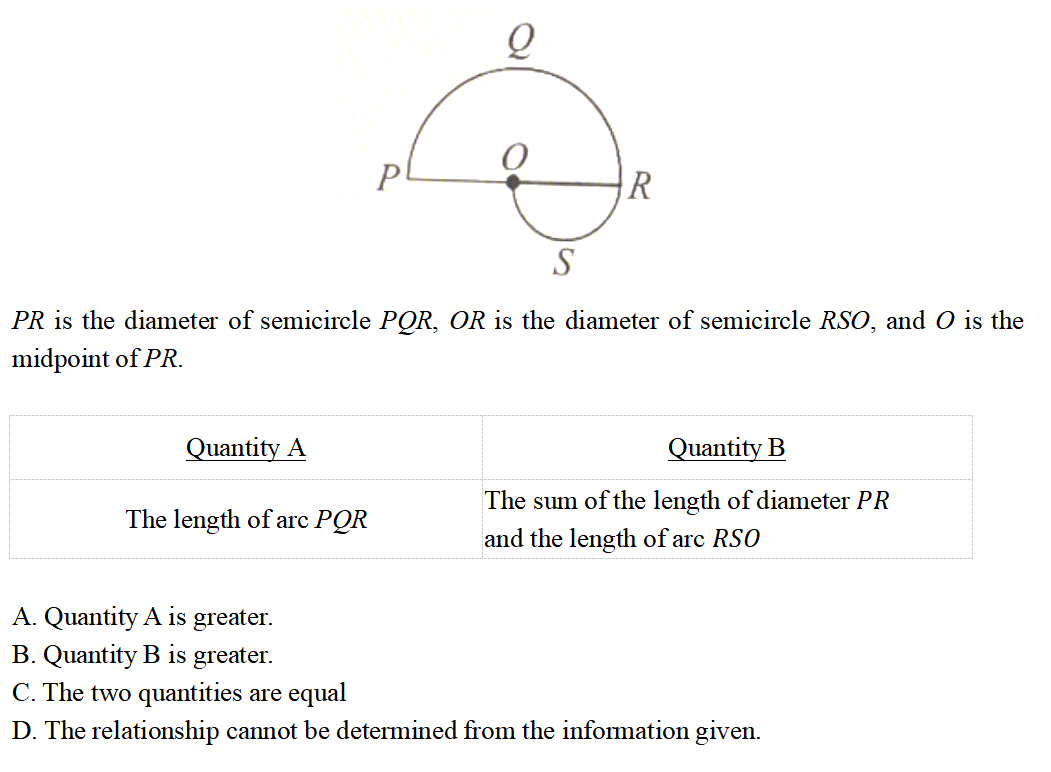 Q
O
P
R
S
PR is the diameter of semicircle PQR, OR is the diameter of semicircle RSO, and O is the
midpoint of PR.
Quantity A
Quantity B
The length of arc PQR
The sum of the length of diameter PR
and the length of arc RSO
A. Quantity A is greater.
B. Quantity B is greater.
C. The two quantities are equal
D. The relationship cannot be determined from the information given.